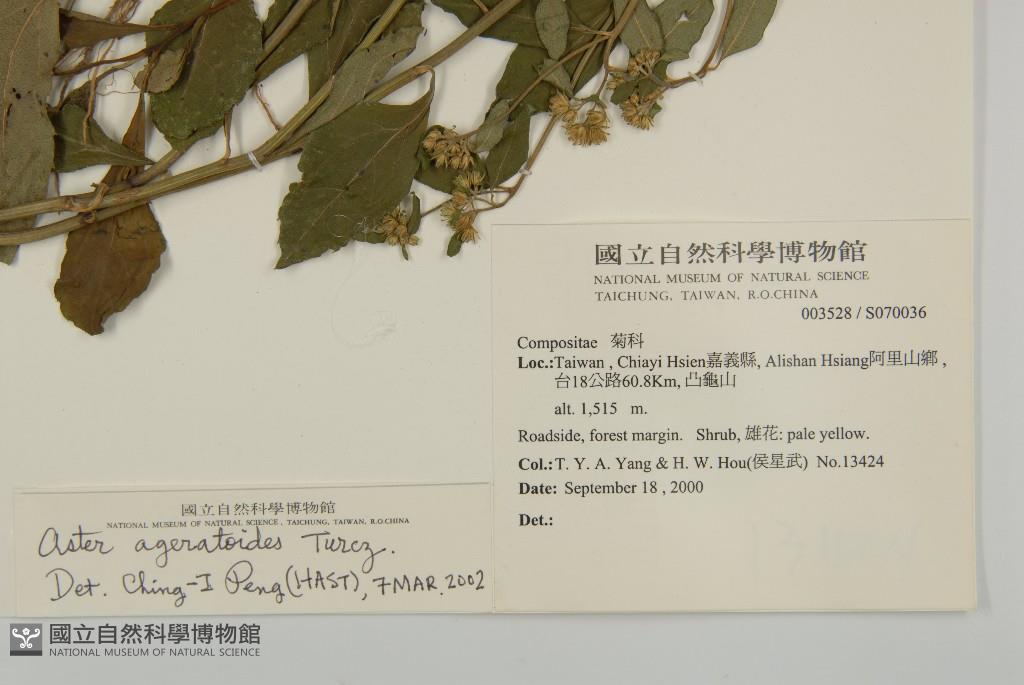 國立自然科學博物館
NATIONAL MUSEUM OF NATURAL SCIENCE
TAICHUNG, TAIWAN, R.O.CHINA
003528 / S070036
Compositae 菊科
Loc.:Taiwan , Chiayi Hsien嘉義縣, Alishan Hsiang阿里山鄉 ,
台18公路60.8Km, 凸龜山
alt. 1,515 m.
Roadside, forest margin. Shrub, 雄花: pale yellow.
Col.: T. Y. A. Yang & H. W. Hou(侯星武) No.13424
Date: September 18 , 2000
Det.:
國立自然科學博物館
NATIONAL MUSEUM OF NATURAL SCIENCE , TAICHUNG, TAIWAN, R.O.CHINA
Aster ageratoides Turcz.
Det. Ching-I Peng (HAST), 7 MAR. 2002
國立自然科學博物館
NATIONAL MUSEUM OF NATURAL SCIENCE